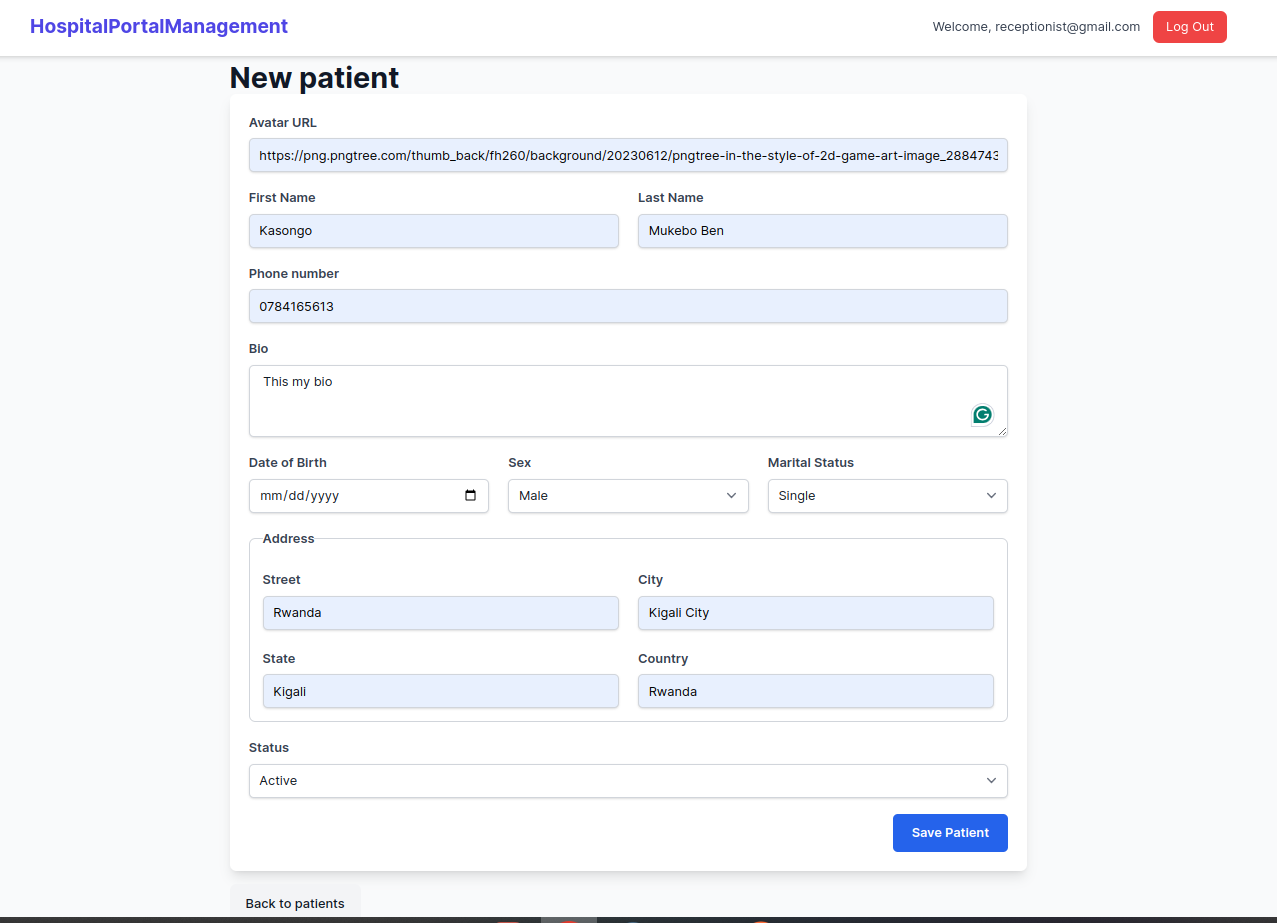 HospitalPortalManagement
Welcome, receptionist@gmail.com
Log Out
New patient
Avatar URL
https://png.pngtree.com/thumb_back/fh260/background/20230612/pngtree-in-the-style-of-2d-game-art-image_2884743
First Name
Last Name
Kasongo
Mukebo Ben
Phone number
0784165613
Bio
This my bio
Date of Birth
Sex
Marital Status
mm/dd/yyyy
Male
Single
Address
Street
City
Rwanda
Kigali City
State
Country
Kigali
Rwanda
Status
Active
Save Patient
Back to patients